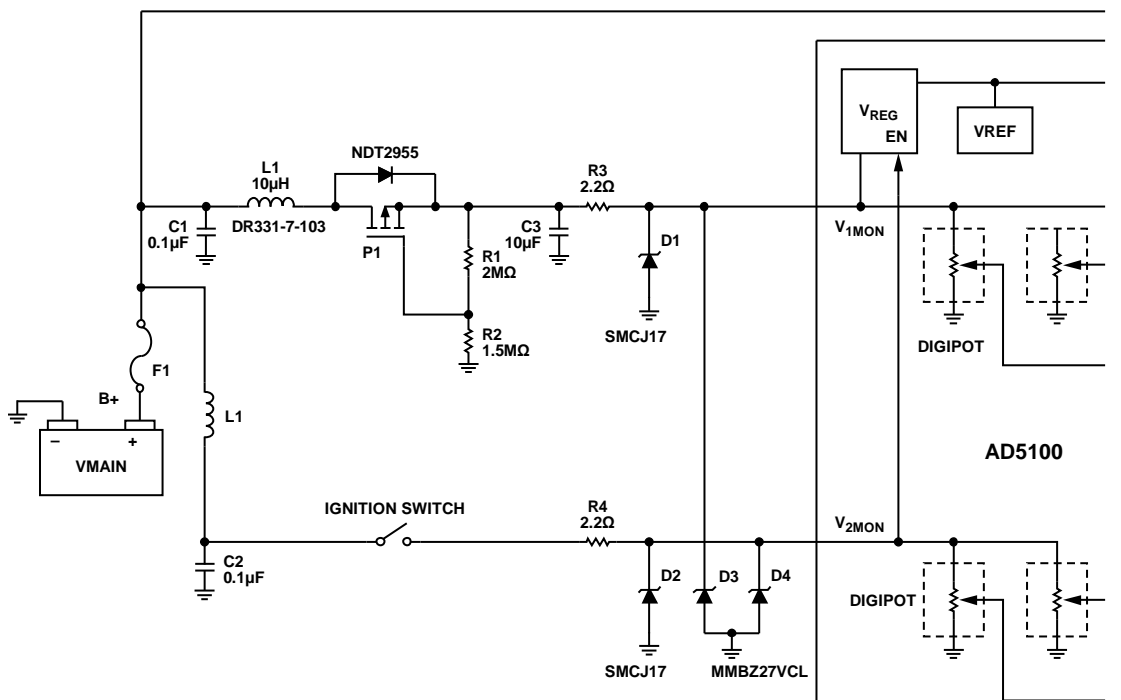 V_REG
EN
VREF
NDT2955
L1
10µH
R3
2.2Ω
DR331-7-103
C1
0.1µF
P1
C3
10µF
R1
2MΩ
D1
V_1MON
R2
1.5MΩ
SMCJ17
DIGIPOT
F1
B+
– +
VMAIN
L1
AD5100
IGNITION SWITCH
R4
2.2Ω
V_2MON
C2
0.1µF
D2
D3
D4
DIGIPOT
SMCJ17
MMBZ27VCL